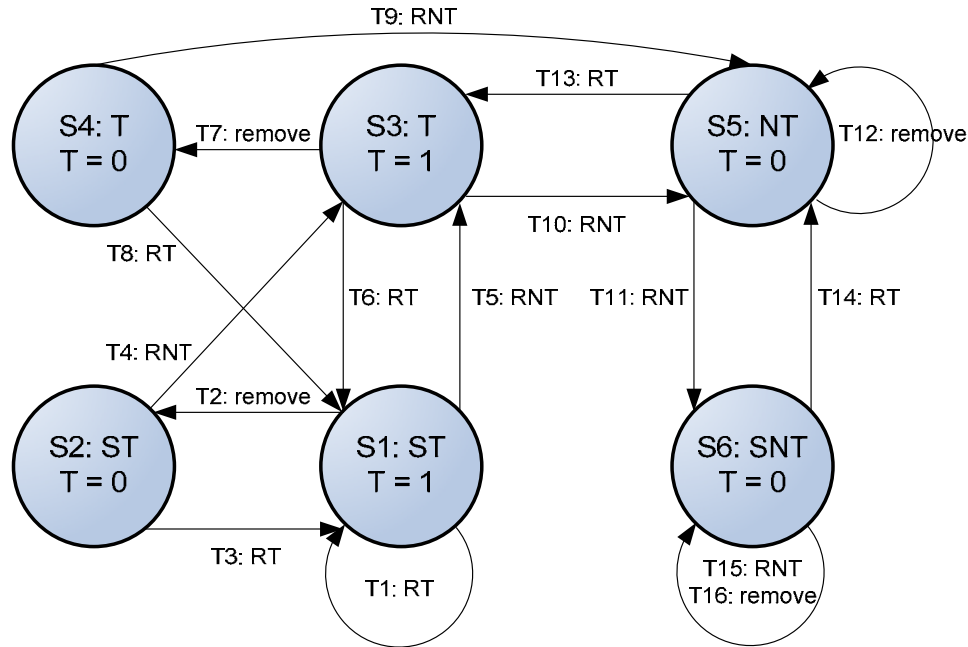 T9: RNT
T13: RT
S4: T
T = 0
T7: remove
S3: T
T = 1
S5: NT
T = 0
T12: remove
T10: RNT
T8: RT
T6: RT
T5: RNT
T11: RNT
T14: RT
T4: RNT
T2: remove
S2: ST
T = 0
S1: ST
T = 1
S6: SNT
T = 0
T3: RT
T1: RT
T15: RNT
T16: remove